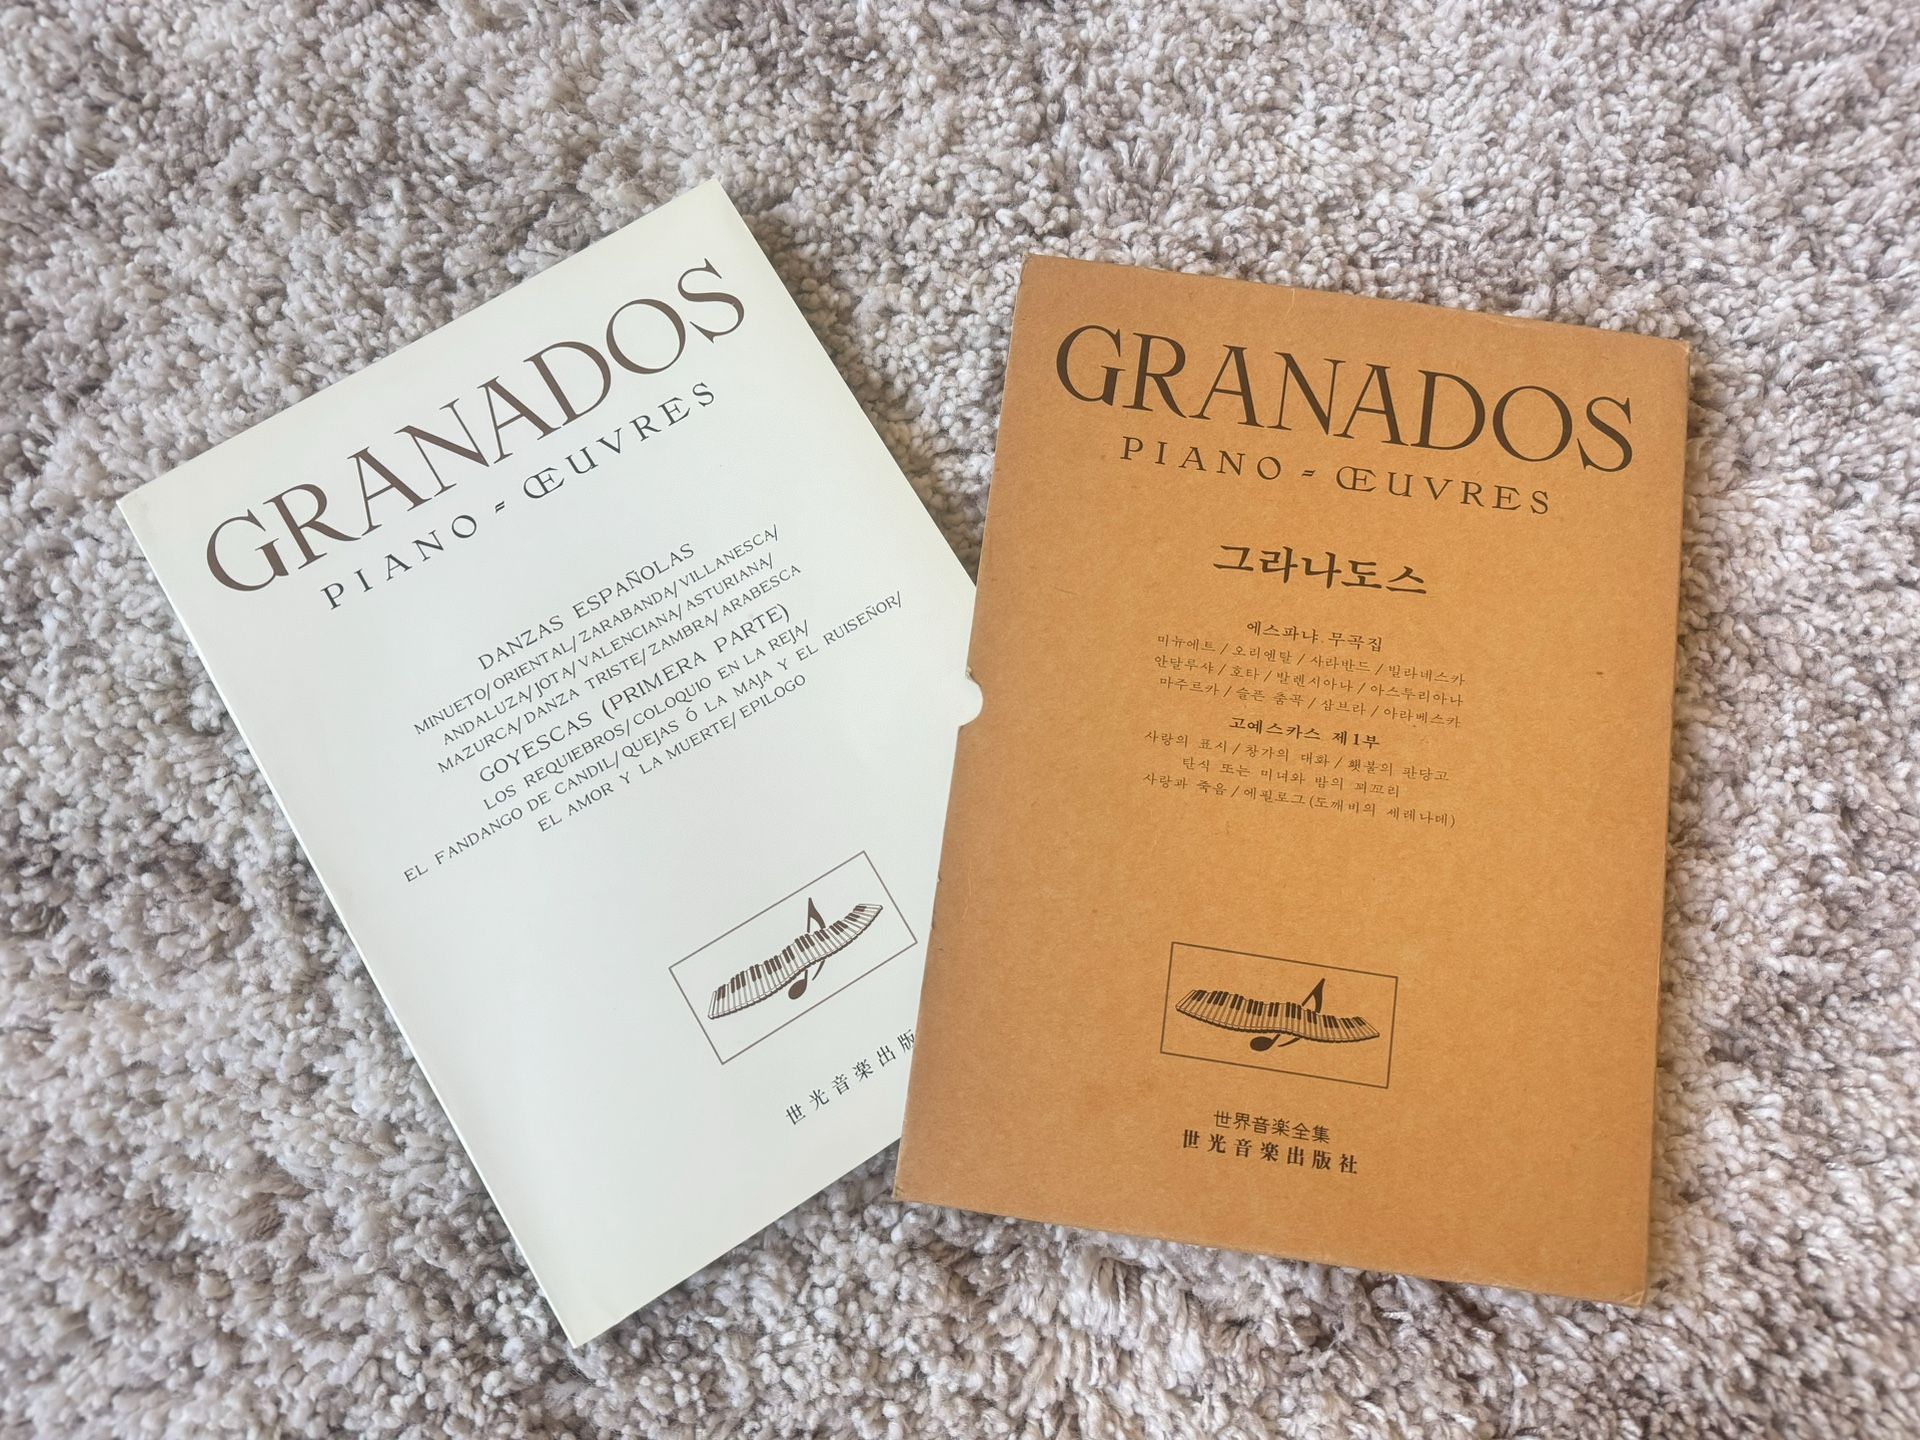 GRANADOS
PIANO = ŒUVRES
DANZAS ESPAÑOLAS
MINUETO/ORIENTAL/ZARABANDA/VILLANESCA/
ANDALUZA/JOTA/VALENCIANA/ASTURIANA/
MAZURCA/DANZA TRISTE/ZAMBRA/ARABESCA
GOYESCAS (PRIMERA PARTE)
LOS REQUIEBROS/COLOQUIO EN LA REJA/
EL FANDANGO DE CANDIL/QUEJAS Ó LA MAJA Y EL RUISEÑOR/
EL AMOR Y LA MUERTE/EPILOGO
世光音楽出版
GRANADOS
PIANO = ŒUVRES
그라나도스
에스파냐 무곡집
미뉴에트/오리엔탈/사라반드/빌라네스카
안달루샤/호타/발렌시아나/아스투리아나
마주르카/슬픈 춤곡/삼브라/아라베스카
고예스카스 제1부
사랑의 표시/창가의 대화/횃불의 판당고
탄식 또는 미녀와 밤의 꾀꼬리
사랑과 죽음/에필로그(도깨비의 세레나데)
世界音楽全集
世光音楽出版社